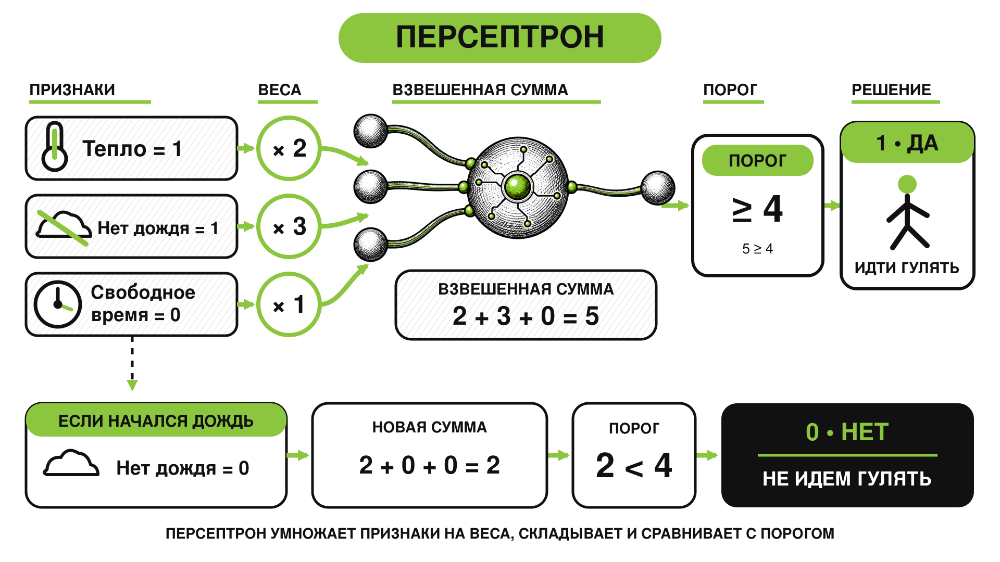 ПЕРСЕПТРОН
ПРИЗНАКИ
ВЕСА
ВЗВЕШЕННАЯ СУММА
ПОРОГ
РЕШЕНИЕ
Тепло = 1
× 2
Нет дождя = 1
× 3
Свободное
время = 0
× 1
ВЗВЕШЕННАЯ СУММА
2 + 3 + 0 = 5
ПОРОГ
≥ 4
5 ≥ 4
1 • ДА
ИДТИ ГУЛЯТЬ
ЕСЛИ НАЧАЛСЯ ДОЖДЬ
Нет дождя = 0
НОВАЯ СУММА
2 + 0 + 0 = 2
ПОРОГ
2 < 4
0 • НЕТ
НЕ ИДЕМ ГУЛЯТЬ
ПЕРСЕПТРОН УМНОЖАЕТ ПРИЗНАКИ НА ВЕСА, СКЛАДЫВАЕТ И СРАВНИВАЕТ С ПОРОГОМ